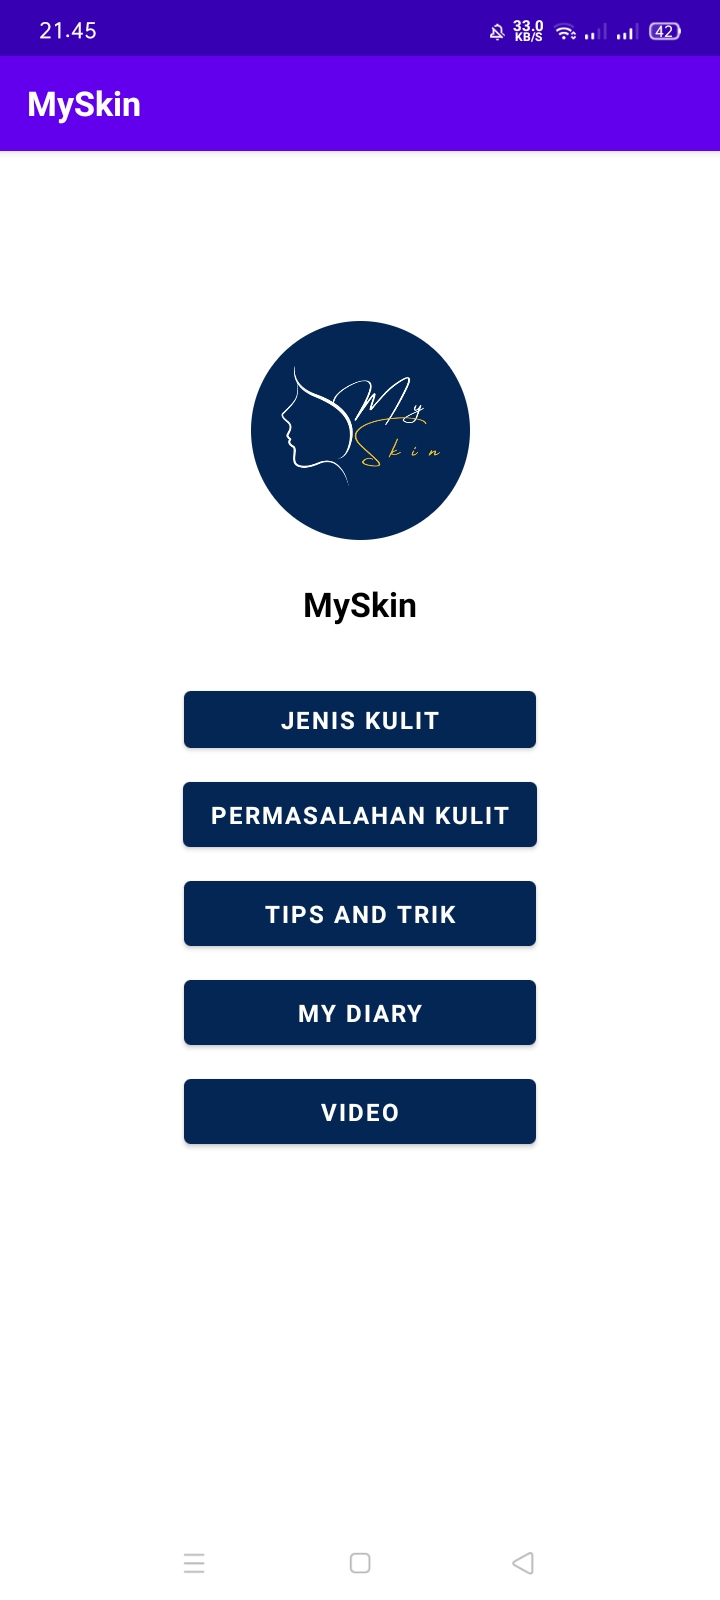 21.45
33.0
KB/S
42
MySkin
My
Skin
MySkin
JENIS KULIT
PERMASALAHAN KULIT
TIPS AND TRIK
MY DIARY
VIDEO